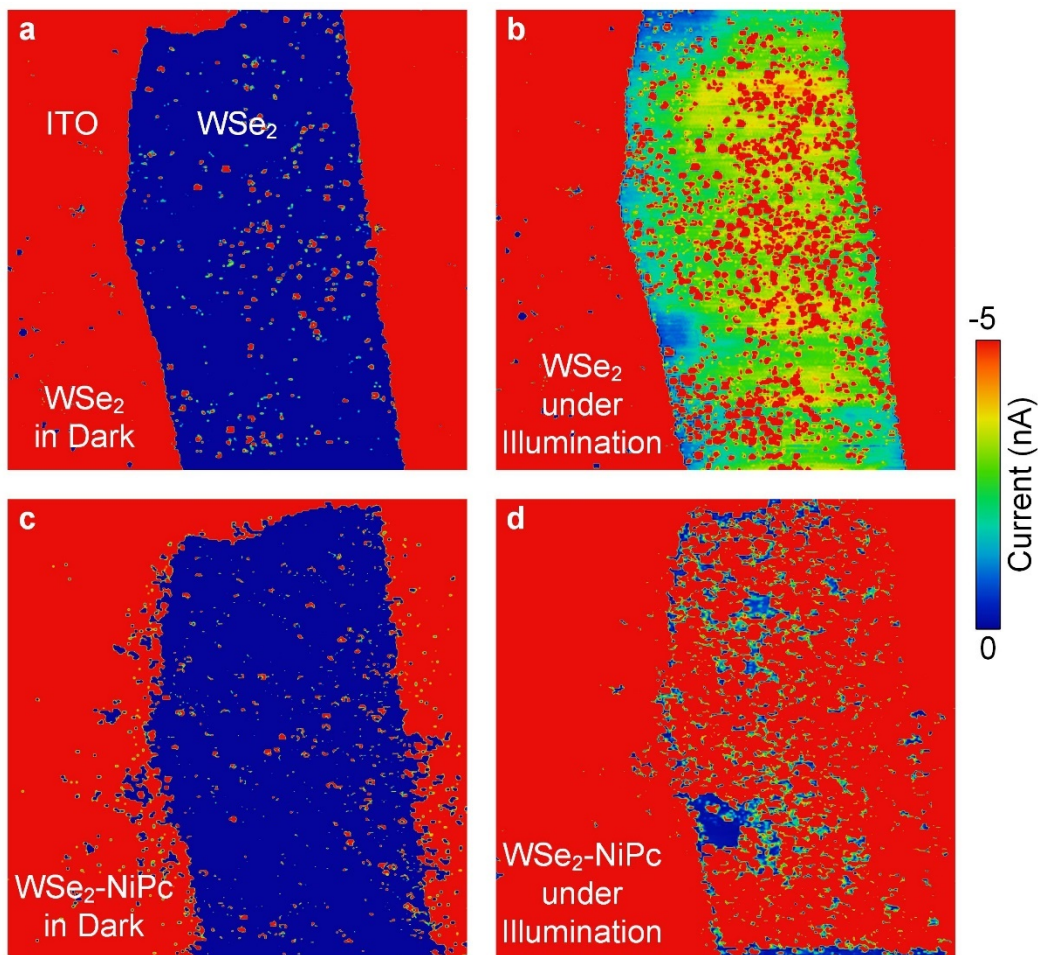 a
ITO
WSe₂
WSe₂
in Dark
b
WSe₂
under
Illumination
-5
Current (nA)
0
c
WSe₂-NiPc
in Dark
d
WSe₂-NiPc
under
Illumination